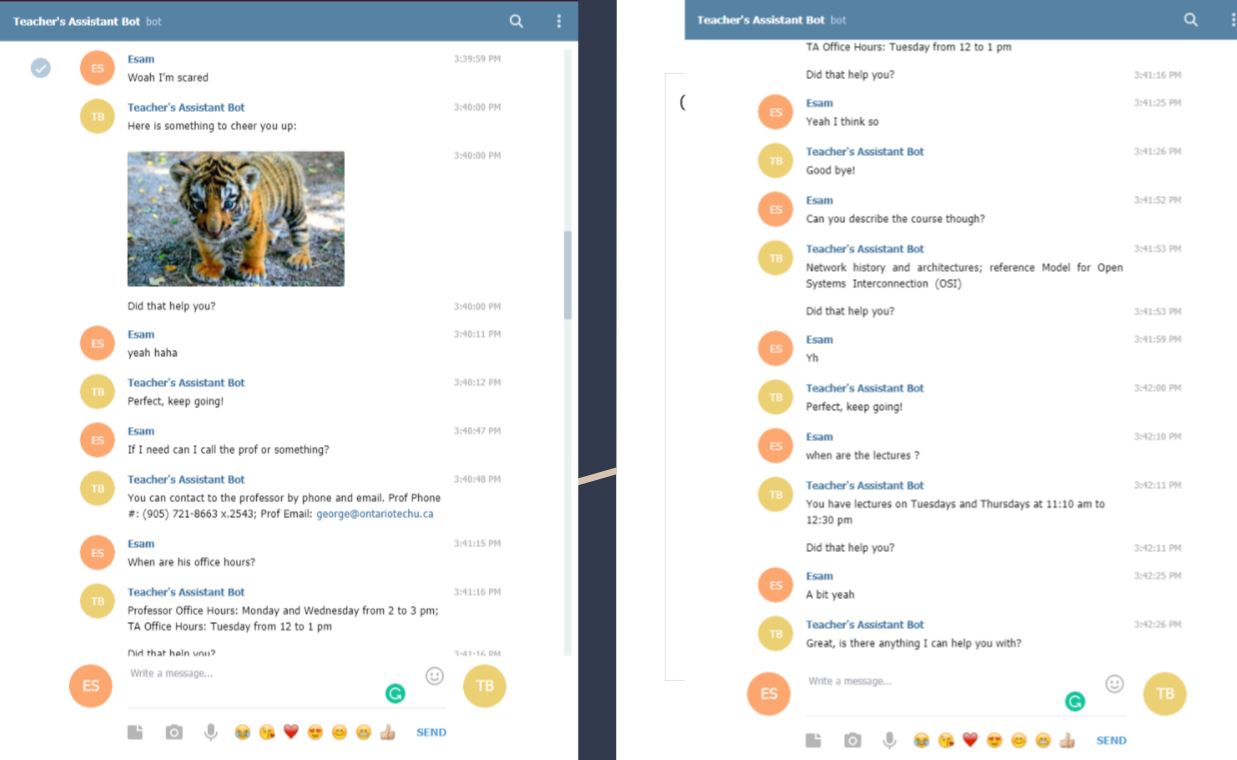 Teacher's Assistant Bot bot
Esam 3:39:59 PM
ES
Woah I'm scared
Teacher's Assistant Bot 3:40:00 PM
TB
Here is something to cheer you up:
3:40:00 PM
Did that help you? 3:40:00 PM
Esam 3:40:11 PM
ES
yeah haha
Teacher's Assistant Bot 3:40:12 PM
TB
Perfect, keep going!
Esam 3:40:47 PM
ES
If I need can I call the prof or something?
Teacher's Assistant Bot 3:40:48 PM
TB
You can contact to the professor by phone and email. Prof Phone
#: (905) 721-8663 x.2543; Prof Email: george@ontariotechu.ca
Esam 3:41:15 PM
ES
When are his office hours?
Teacher's Assistant Bot 3:41:16 PM
TB
Professor Office Hours: Monday and Wednesday from 2 to 3 pm;
TA Office Hours: Tuesday from 12 to 1 pm
Did that help you? 3:41:16 PM
ES
Write a message...
TB
SEND
Teacher's Assistant Bot bot
TA Office Hours: Tuesday from 12 to 1 pm
Did that help you? 3:41:16 PM
(
Esam 3:41:25 PM
ES
Yeah I think so
Teacher's Assistant Bot 3:41:26 PM
TB
Good bye!
Esam 3:41:52 PM
ES
Can you describe the course though?
Teacher's Assistant Bot 3:41:53 PM
TB
Network history and architectures; reference Model for Open
Systems Interconnection (OSI)
Did that help you? 3:41:53 PM
Esam 3:41:59 PM
ES
Yh
Teacher's Assistant Bot 3:42:00 PM
TB
Perfect, keep going!
Esam 3:42:10 PM
ES
when are the lectures ?
Teacher's Assistant Bot 3:42:11 PM
TB
You have lectures on Tuesdays and Thursdays at 11:10 am to
12:30 pm
Did that help you? 3:42:11 PM
Esam 3:42:25 PM
ES
A bit yeah
Teacher's Assistant Bot 3:42:26 PM
TB
Great, is there anything I can help you with?
ES
Write a message...
TB
SEND